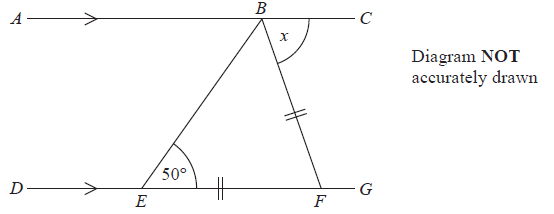 A B C
x
Diagram NOT
accurately drawn
50°
D E F G